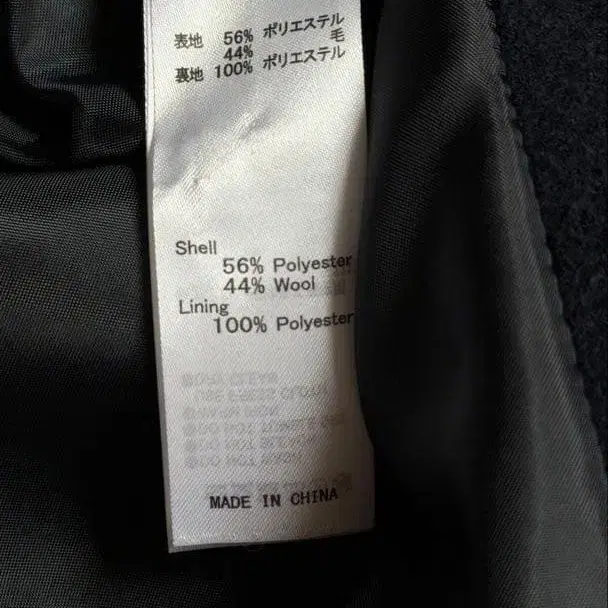 表地 56% ポリエステル
44% 毛
裏地 100% ポリエステル
Shell
56% Polyester
44% Wool
Lining
100% Polyester
MADE IN CHINA